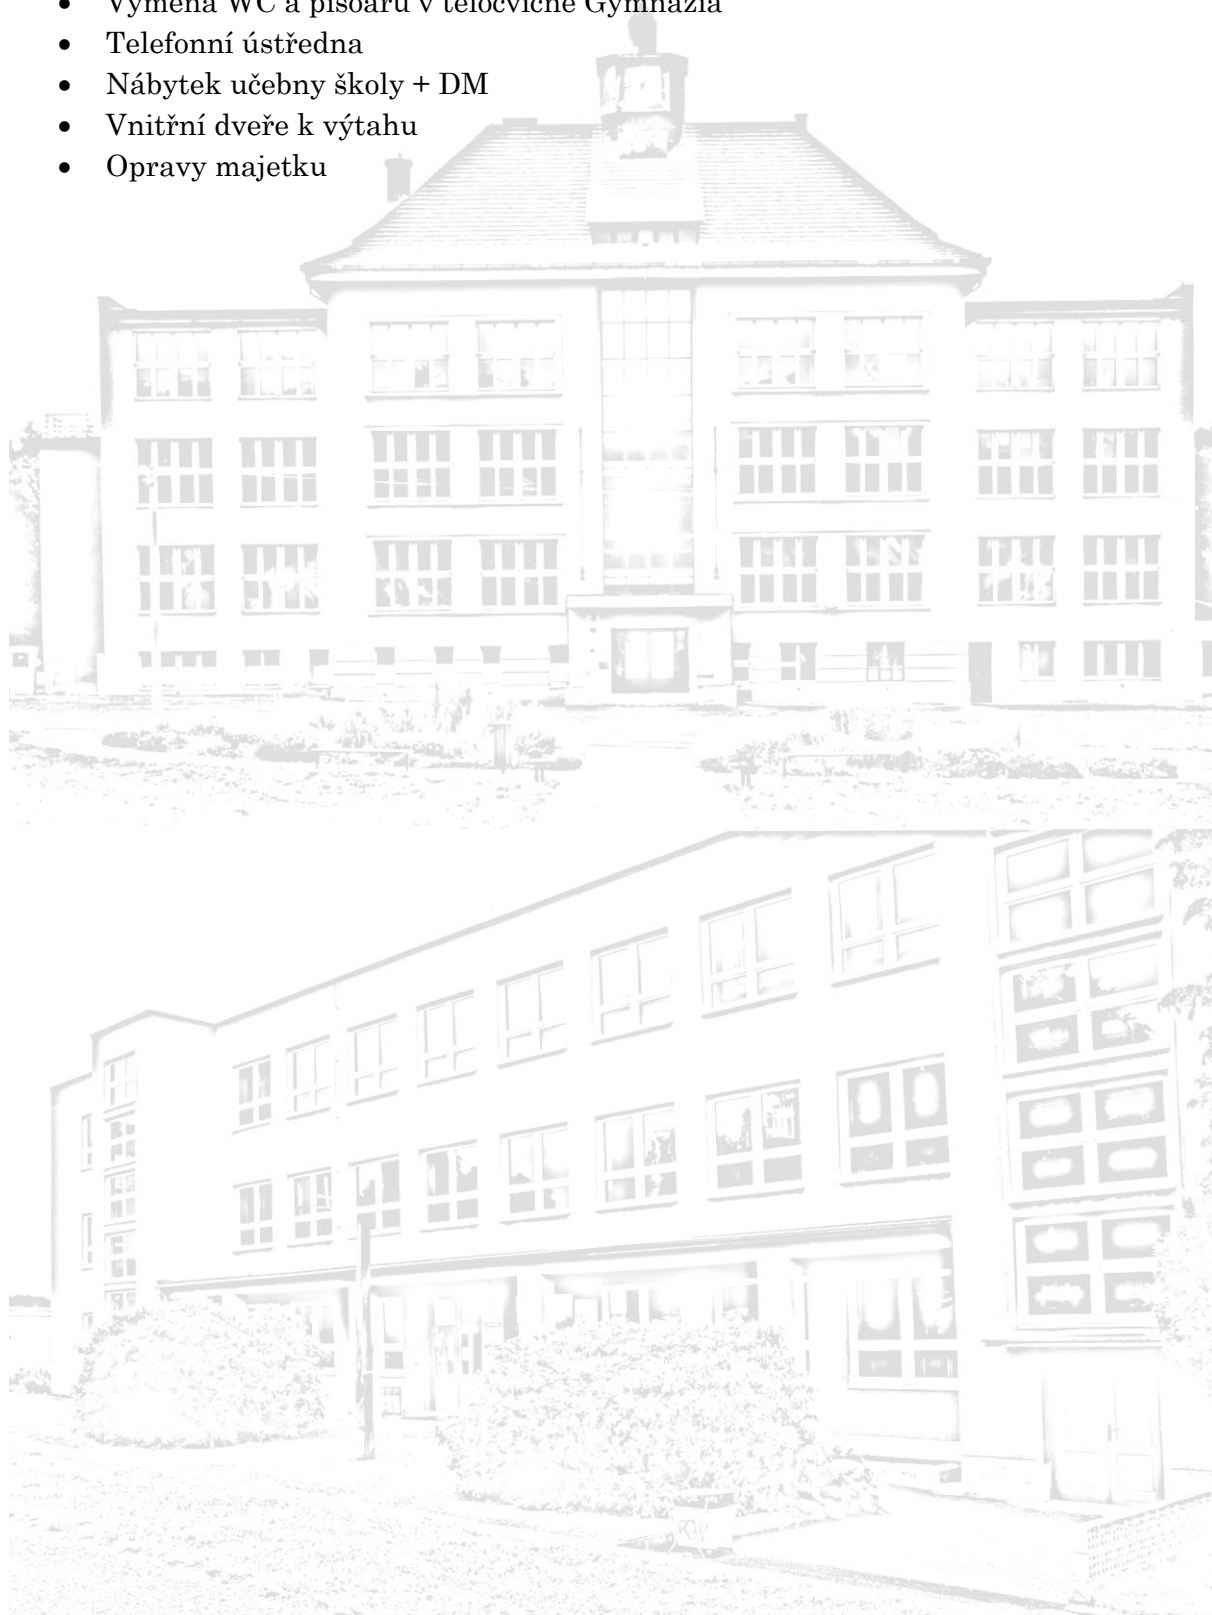 • Výměna WC a pisoárů v tělocvičně Gymnázia
• Telefonní ústředna
• Nábytek učebny školy + DM
• Vnitřní dveře k výtahu
• Opravy majetku